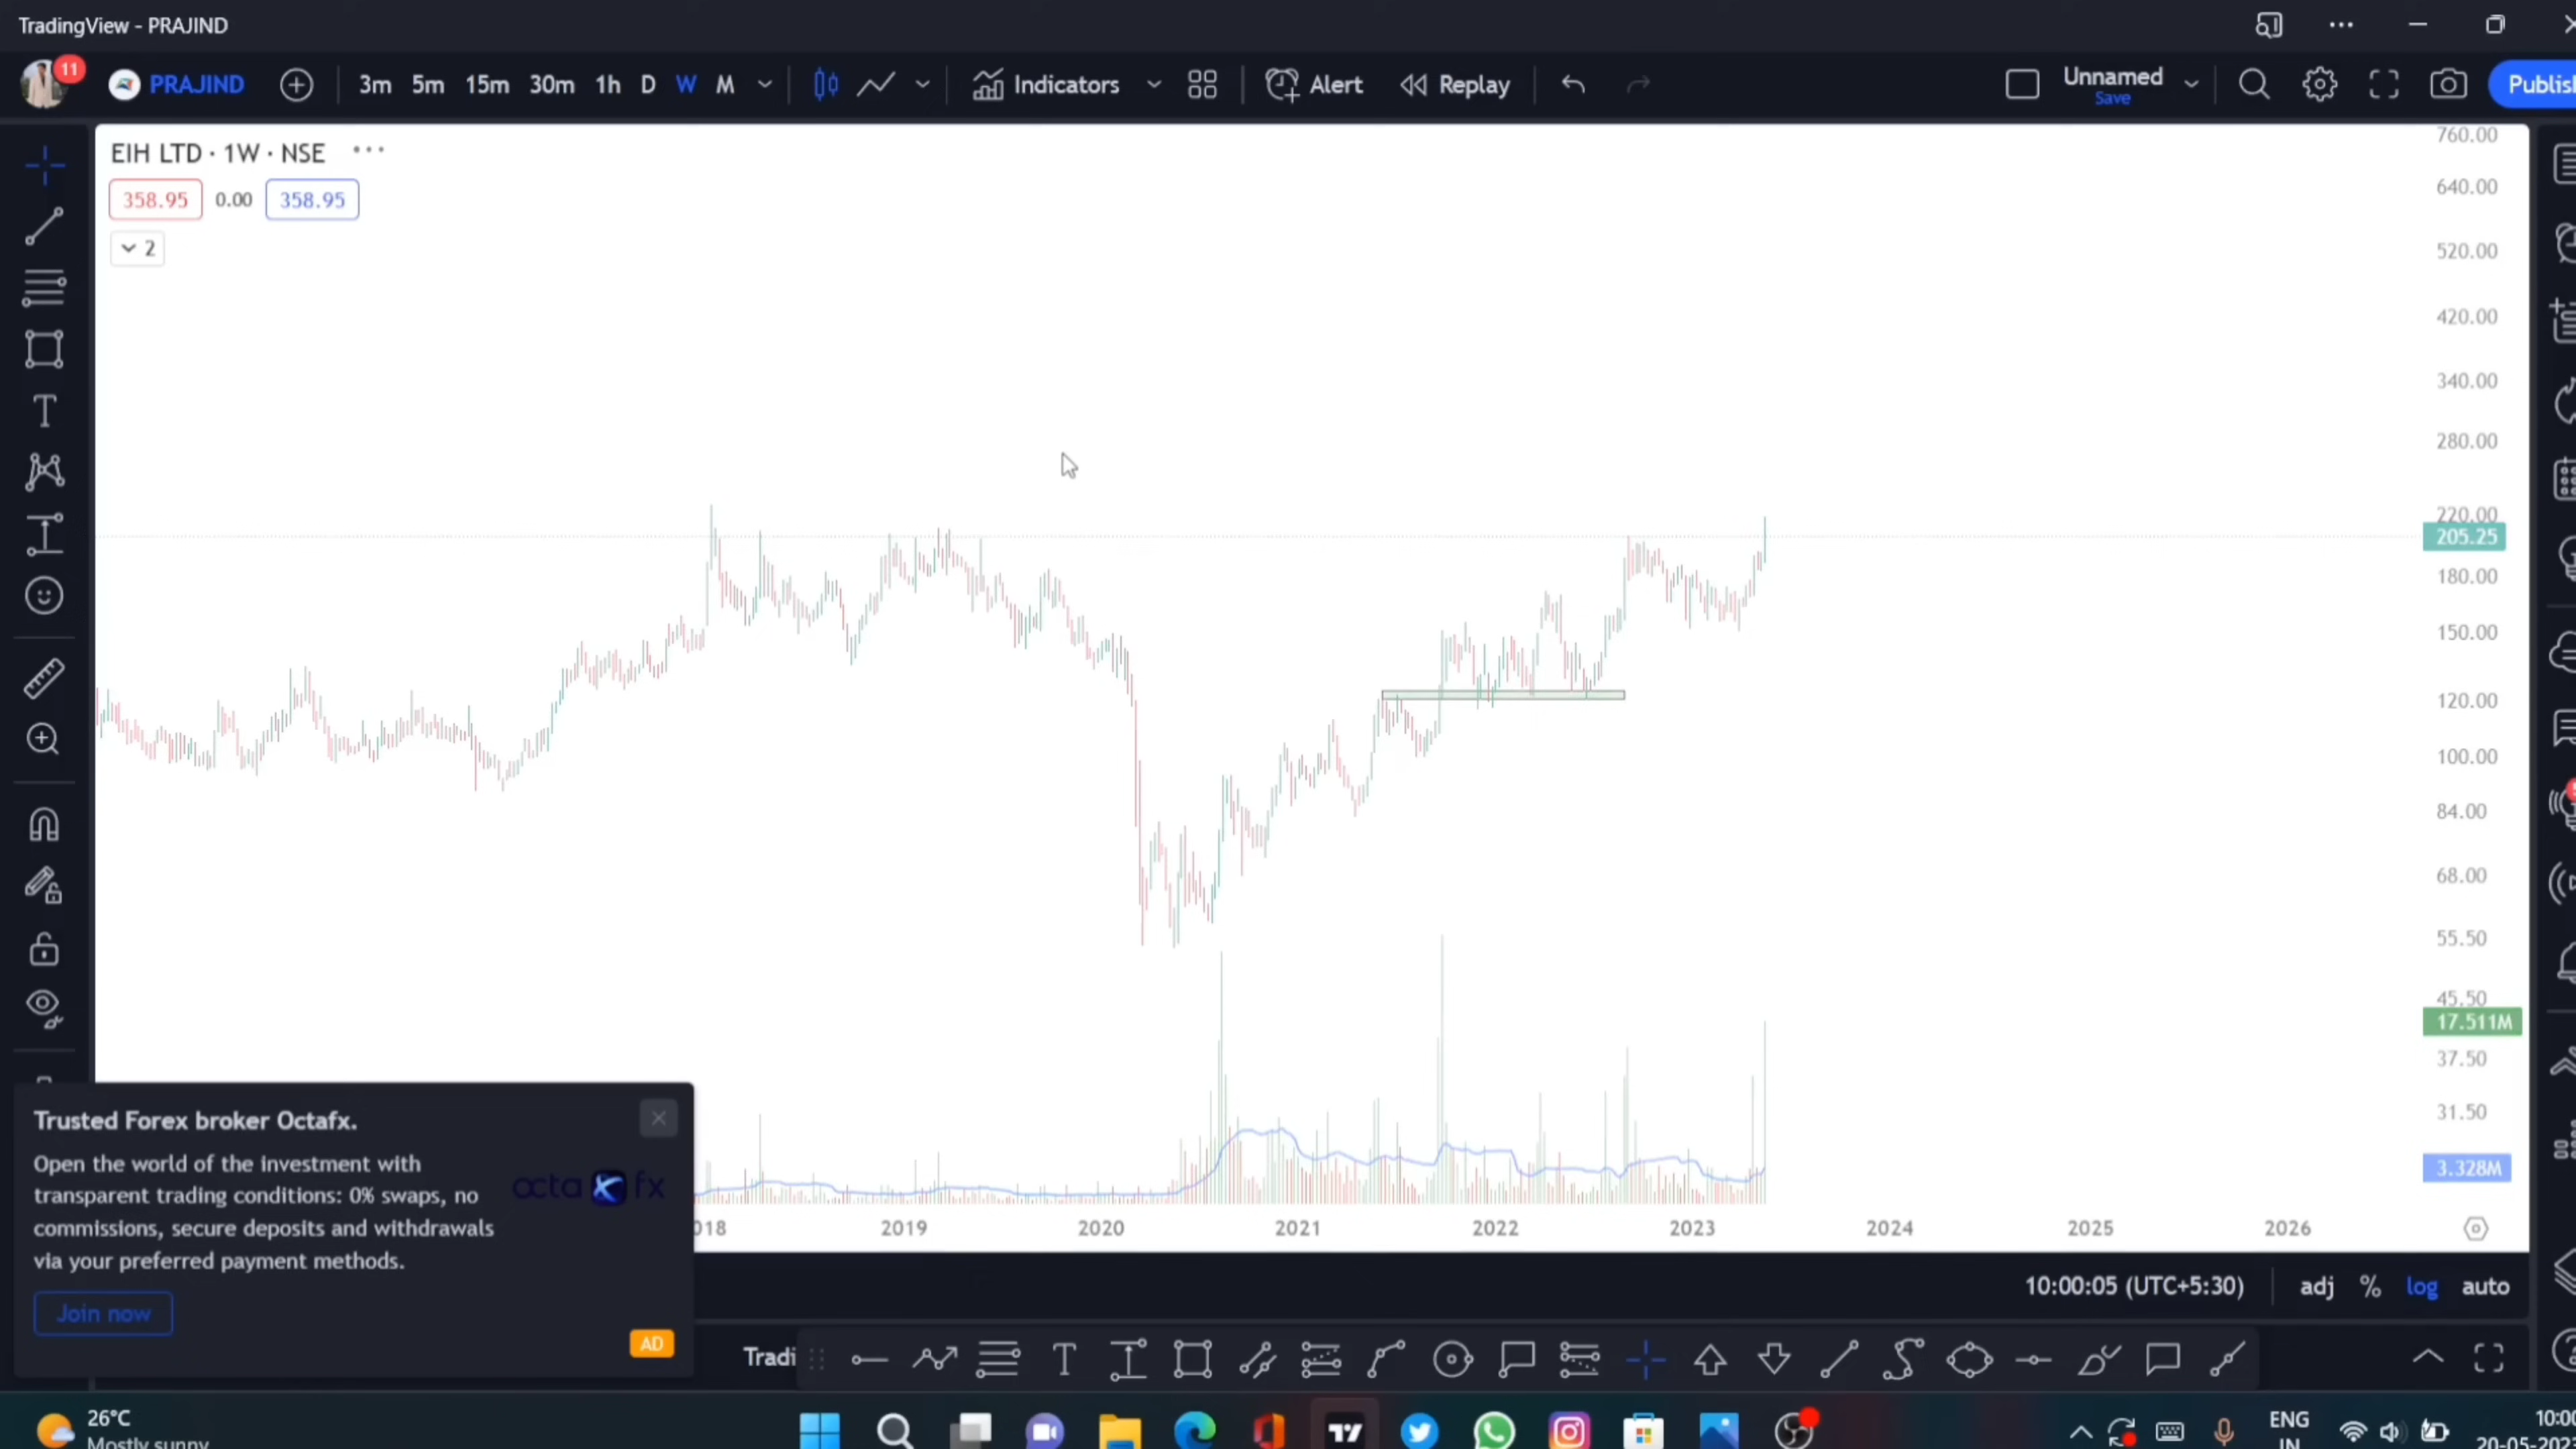 TradingView - PRAJIND
11
PRAJIND
3m 5m 15m 30m 1h D W M
Indicators
Alert
Replay
Unnamed
Save
EIH LTD · 1W · NSE
358.95 0.00 358.95
2
760.00
640.00
520.00
420.00
340.00
280.00
220.00
205.25
180.00
150.00
120.00
100.00
84.00
68.00
55.50
45.50
17.511M
37.50
31.50
3.328M
018 2019 2020 2021 2022 2023 2024 2025 2026
Trusted Forex broker Octafx.
Open the world of the investment with
transparent trading conditions: 0% swaps, no
commissions, secure deposits and withdrawals
via your preferred payment methods.
octa fx
Join now
AD
10:00:05 (UTC+5:30) adj % log auto
Tradi
26°C
Mostly sunny
ENG
IN